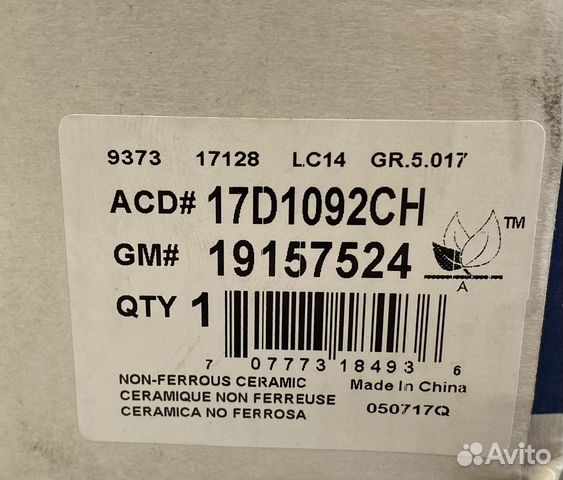 9373 17128 LC14 GR.5.017
ACD# 17D1092CH
GM# 19157524
TM
A
QTY 1
7 07773 18493 6
NON-FERROUS CERAMIC
CERAMIQUE NON FERREUSE
CERAMICA NO FERROSA
Made In China
050717Q
Avito